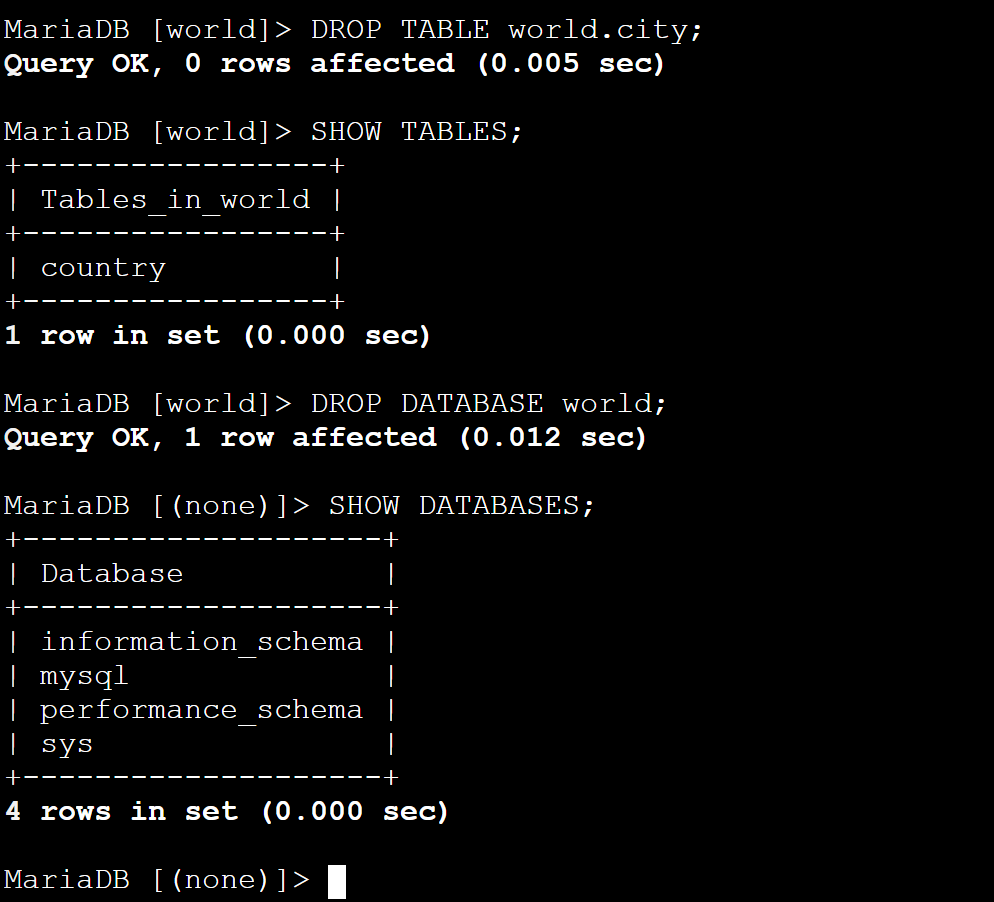 MariaDB [world]> DROP TABLE world.city;
Query OK, 0 rows affected (0.005 sec)
MariaDB [world]> SHOW TABLES;
+-----------------+
| Tables_in_world |
+-----------------+
| country         |
+-----------------+
1 row in set (0.000 sec)
MariaDB [world]> DROP DATABASE world;
Query OK, 1 row affected (0.012 sec)
MariaDB [(none)]> SHOW DATABASES;
+--------------------+
| Database           |
+--------------------+
| information_schema |
| mysql              |
| performance_schema |
| sys                |
+--------------------+
4 rows in set (0.000 sec)
MariaDB [(none)]>